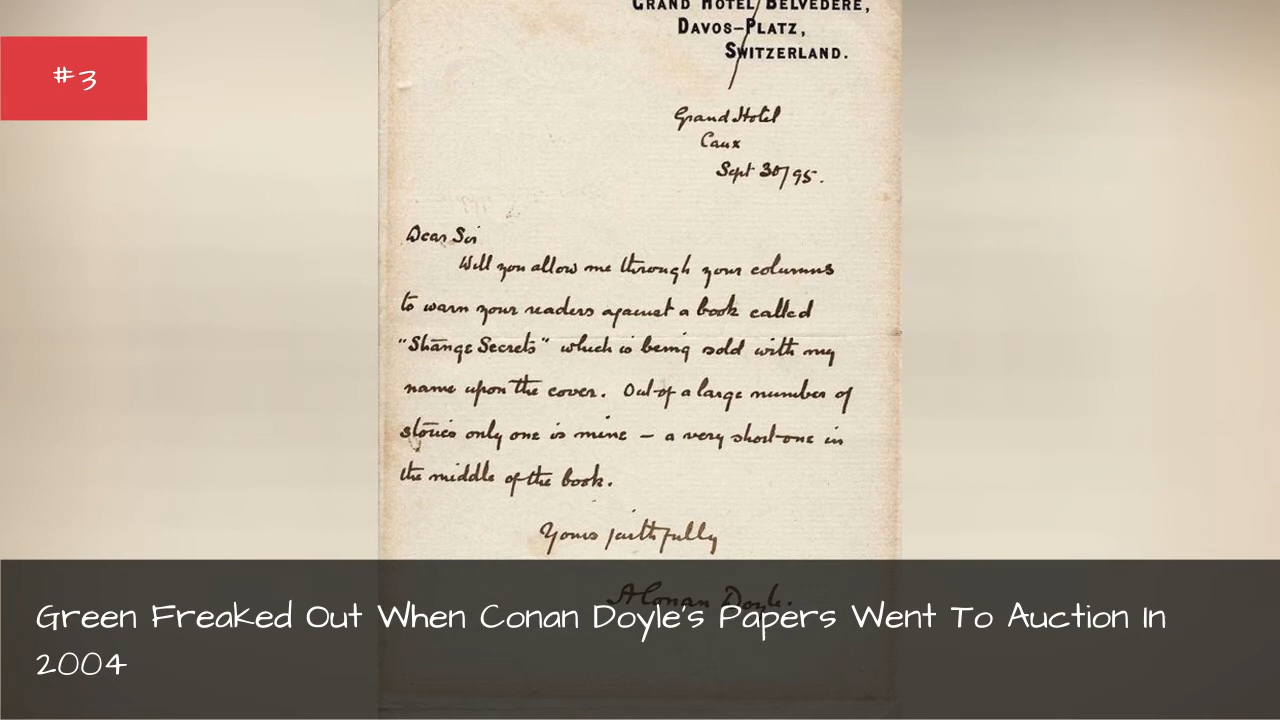 GRAND HOTEL BELVEDERE,
DAVOS-PLATZ,
SWITZERLAND.
#3
Grand Hotel
Caux
Sept 30/95.
Dear Sir
Will you allow me through your columns
to warn your readers against a book called
"Strange Secrets" which is being sold with my
name upon the cover. Out of a large number of
stories only one is mine – a very short one in
the middle of the book.
Yours faithfully
A Conan Doyle.
Green Freaked Out When Conan Doyle's Papers Went To Auction In
2004